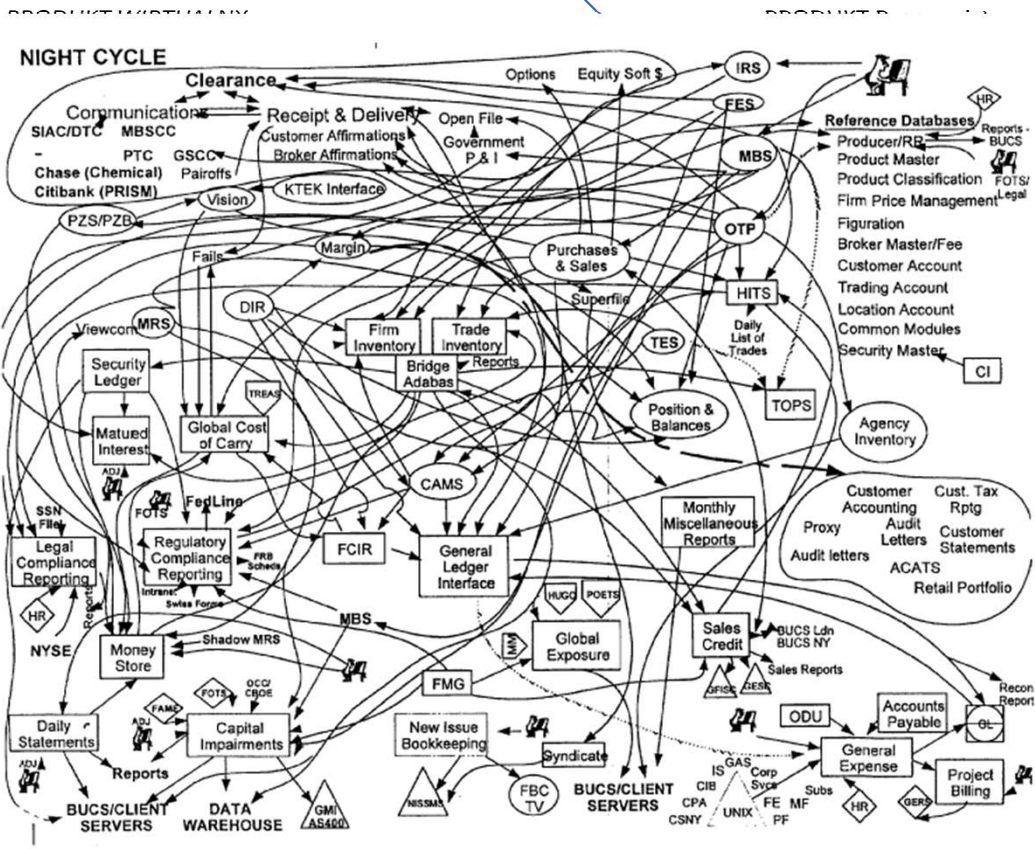 NIGHT CYCLE
Clearance
Options
Equity Soft $
IRS
FES
MBS
OTP
HITS
Communications
SIAC/DTC MBSCC
-
PTC GSCC
Chase (Chemical) Pairoffs
Citibank (PRISM)
Receipt & Delivery
Customer Affirmations
Broker Affirmations
Open File
Government
P & I
Vision
KTEK Interface
PZS/PZB
Fails
Margin
Purchases
& Sales
Superfile
HR
Reference Databases
Reports -
BUCS
FOTS/
Legal
Producer/RR
Product Master
Product Classification
Firm Price Management
Figuration
Broker Master/Fee
Customer Account
Trading Account
Location Account
Common Modules
Security Master
CI
Daily
List of
Trades
TOPS
Viewcom
MRS
DIR
Firm
Inventory
Trade
Inventory
Bridge
Adabas
Reports
TES
Security
Ledger
TREAS
Matued
Interest
Global Cost
of Carry
Position &
Balances
Agency
Inventory
ADJ
CAMS
FOTS
FedLine
SSN
File
Legal
Compliance
Reporting
Regulatory
Compliance
Reporting
FRB
Scheds
Intranet
Swiss Forms
FCIR
General
Ledger
Interface
Monthly
Miscellaneous
Reports
Customer
Accounting
Cust. Tax
Rptg
Proxy
Audit
Letters
Customer
Statements
Audit letters
ACATS
Retail Portfolio
HR
Reports
NYSE
Money
Store
Shadow MRS
MBS
HUGO
POETS
MM
Global
Exposure
Sales
Credit
BUCS Ldn
BUCS NY
Sales Reports
GFISC
GESC
FMG
Recon
Report
GL
Daily
Statements
ADJ
FAME
FOTS
OCC/
CBOE
ADJ
Capital
Impairments
Reports
BUCS/CLIENT
SERVERS
DATA
WAREHOUSE
GMI
AS400
New Issue
Bookkeeping
Syndicate
NISSMS
FBC
TV
BUCS/CLIENT
SERVERS
ODU
Accounts
Payable
General
Expense
Project
Billing
HR
GERS
GAS
IS
Corp
Svcs
CIB
CPA
CSNY
UNIX
Subs
FE MF
PF